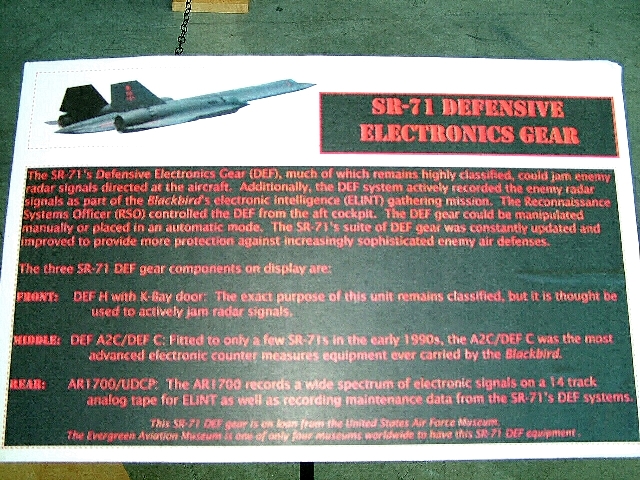 SR-71 DEFENSIVE
ELECTRONICS GEAR
The SR-71's Defensive Electronics Gear (DEF), much of which remains highly classified, could jam enemy
radar signals directed at the aircraft. Additionally, the DEF system actively recorded the enemy radar
signals as part of the Blackbird's electronic intelligence (ELINT) gathering mission. The Reconnaissance
Systems Officer (RSO) controlled the DEF from the aft cockpit. The DEF gear could be manipulated
manually or placed in an automatic mode. The SR-71's suite of DEF gear was constantly updated and
improved to provide more protection against increasingly sophisticated enemy air defenses.
The three SR-71 DEF gear components on display are:
FRONT: DEF H with K-Bay door: The exact purpose of this unit remains classified, but it is thought be
used to actively jam radar signals.
MIDDLE: DEF A2C/DEF C: Fitted to only a few SR-71s in the early 1990s, the A2C/DEF C was the most
advanced electronic counter measures equipment ever carried by the Blackbird.
REAR: AR1700/UDCP: The AR1700 records a wide spectrum of electronic signals on a 14 track
analog tape for ELINT as well as recording maintenance data from the SR-71's DEF systems.
This SR-71 DEF gear is on loan from the United States Air Force Museum.
The Evergreen Aviation Museum is one of only four museums worldwide to have this SR-71 DEF equipment.